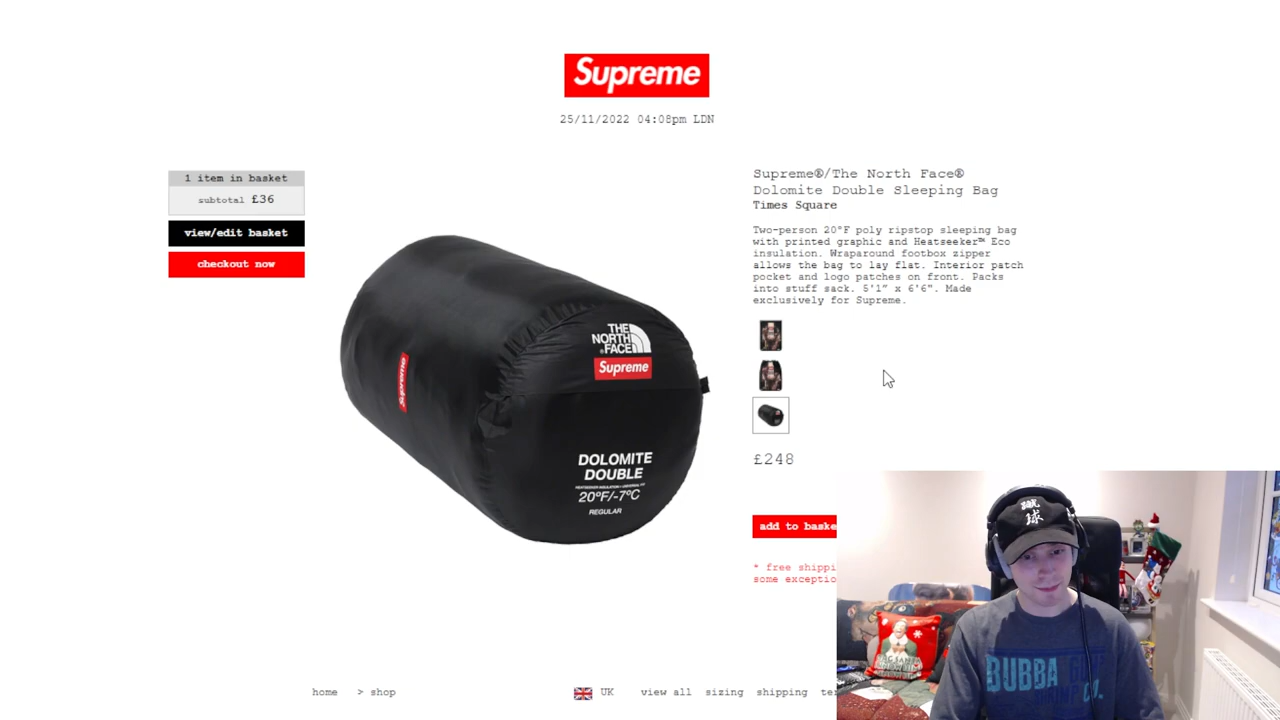 Supreme
25/11/2022 04:08pm LDN
1 item in basket
subtotal £36
view/edit basket
checkout now
Supreme®/The North Face®
Dolomite Double Sleeping Bag
Times Square
Two-person 20°F poly ripstop sleeping bag
with printed graphic and Heatseeker™ Eco
insulation. Wraparound footbox zipper
allows the bag to lay flat. Interior patch
pocket and logo patches on front. Packs
into stuff sack. 5'1" x 6'6". Made
exclusively for Supreme.
THE
NORTH
FACE
Supreme
Supreme
DOLOMITE
DOUBLE
20°F/-7°C
REGULAR
£248
add to baske
* free shippi
some exceptio
球
BUBBA
CO.
home > shop
UK view all sizing shipping te